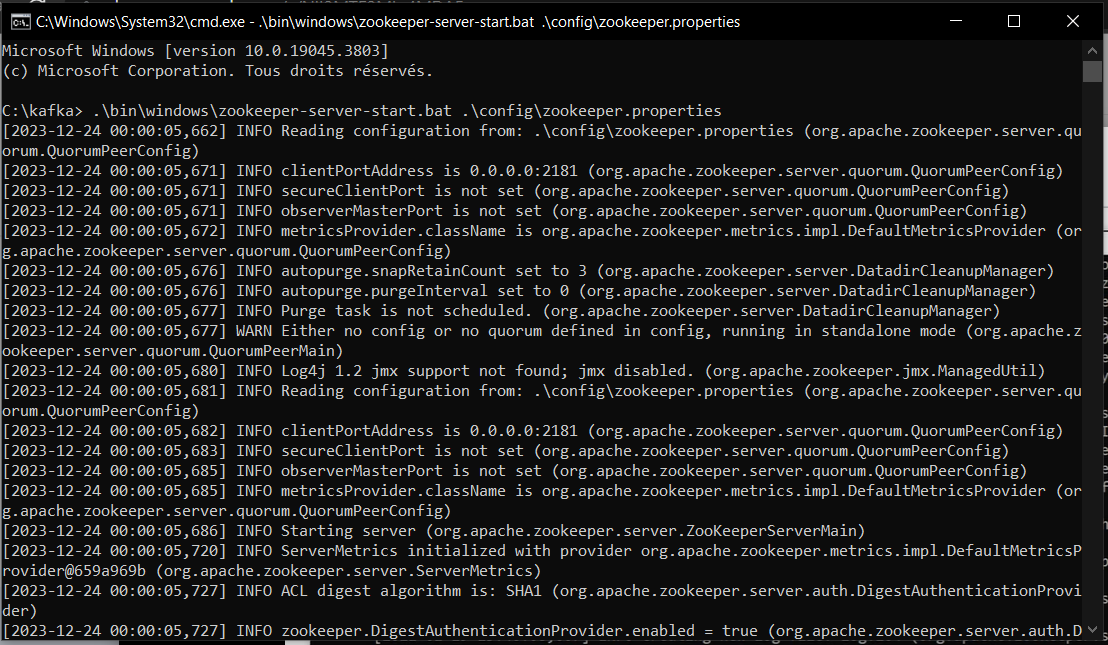 C:\Windows\System32\cmd.exe - .\bin\windows\zookeeper-server-start.bat .\config\zookeeper.properties
Microsoft Windows [version 10.0.19045.3803]
(c) Microsoft Corporation. Tous droits réservés.
C:\kafka> .\bin\windows\zookeeper-server-start.bat .\config\zookeeper.properties
[2023-12-24 00:00:05,662] INFO Reading configuration from: .\config\zookeeper.properties (org.apache.zookeeper.server.qu
orum.QuorumPeerConfig)
[2023-12-24 00:00:05,671] INFO clientPortAddress is 0.0.0.0:2181 (org.apache.zookeeper.server.quorum.QuorumPeerConfig)
[2023-12-24 00:00:05,671] INFO secureClientPort is not set (org.apache.zookeeper.server.quorum.QuorumPeerConfig)
[2023-12-24 00:00:05,671] INFO observerMasterPort is not set (org.apache.zookeeper.server.quorum.QuorumPeerConfig)
[2023-12-24 00:00:05,672] INFO metricsProvider.className is org.apache.zookeeper.metrics.impl.DefaultMetricsProvider (or
g.apache.zookeeper.server.quorum.QuorumPeerConfig)
[2023-12-24 00:00:05,676] INFO autopurge.snapRetainCount set to 3 (org.apache.zookeeper.server.DatadirCleanupManager)
[2023-12-24 00:00:05,676] INFO autopurge.purgeInterval set to 0 (org.apache.zookeeper.server.DatadirCleanupManager)
[2023-12-24 00:00:05,677] INFO Purge task is not scheduled. (org.apache.zookeeper.server.DatadirCleanupManager)
[2023-12-24 00:00:05,677] WARN Either no config or no quorum defined in config, running in standalone mode (org.apache.z
ookeeper.server.quorum.QuorumPeerMain)
[2023-12-24 00:00:05,680] INFO Log4j 1.2 jmx support not found; jmx disabled. (org.apache.zookeeper.jmx.ManagedUtil)
[2023-12-24 00:00:05,681] INFO Reading configuration from: .\config\zookeeper.properties (org.apache.zookeeper.server.qu
orum.QuorumPeerConfig)
[2023-12-24 00:00:05,682] INFO clientPortAddress is 0.0.0.0:2181 (org.apache.zookeeper.server.quorum.QuorumPeerConfig)
[2023-12-24 00:00:05,683] INFO secureClientPort is not set (org.apache.zookeeper.server.quorum.QuorumPeerConfig)
[2023-12-24 00:00:05,685] INFO observerMasterPort is not set (org.apache.zookeeper.server.quorum.QuorumPeerConfig)
[2023-12-24 00:00:05,685] INFO metricsProvider.className is org.apache.zookeeper.metrics.impl.DefaultMetricsProvider (or
g.apache.zookeeper.server.quorum.QuorumPeerConfig)
[2023-12-24 00:00:05,686] INFO Starting server (org.apache.zookeeper.server.ZooKeeperServerMain)
[2023-12-24 00:00:05,720] INFO ServerMetrics initialized with provider org.apache.zookeeper.metrics.impl.DefaultMetricsP
rovider@659a969b (org.apache.zookeeper.server.ServerMetrics)
[2023-12-24 00:00:05,727] INFO ACL digest algorithm is: SHA1 (org.apache.zookeeper.server.auth.DigestAuthenticationProvi
der)
[2023-12-24 00:00:05,727] INFO zookeeper.DigestAuthenticationProvider.enabled = true (org.apache.zookeeper.server.auth.D